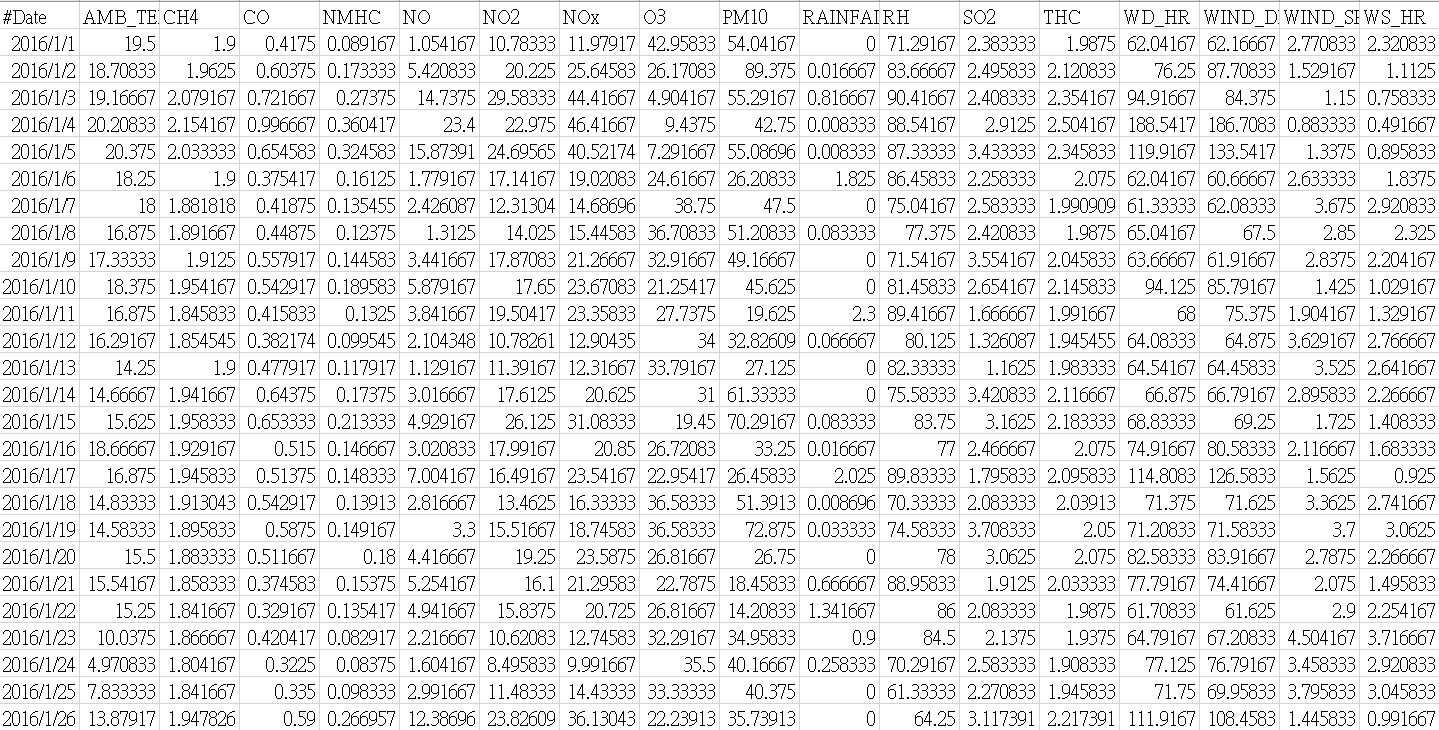 #Date AMB_TE CH4 CO NMHC NO NO2 NOx O3 PM10 RAINFAL RH SO2 THC WD_HR WIND_D WIND_SP WS_HR
2016/1/1 19.5 1.9 0.4175 0.089167 1.054167 10.78333 11.97917 42.95833 54.04167 0 71.29167 2.383333 1.9875 62.04167 62.16667 2.770833 2.320833
2016/1/2 18.70833 1.9625 0.60375 0.173333 5.420833 20.225 25.64583 26.17083 89.375 0.016667 83.66667 2.495833 2.120833 76.25 87.70833 1.529167 1.1125
2016/1/3 19.16667 2.079167 0.721667 0.27375 14.7375 29.58333 44.41667 4.904167 55.29167 0.816667 90.41667 2.408333 2.354167 94.91667 84.375 1.15 0.758333
2016/1/4 20.20833 2.154167 0.996667 0.360417 23.4 22.975 46.41667 9.4375 42.75 0.008333 88.54167 2.9125 2.504167 188.5417 186.7083 0.883333 0.491667
2016/1/5 20.375 2.033333 0.654583 0.324583 15.87391 24.69565 40.52174 7.291667 55.08696 0.008333 87.33333 3.433333 2.345833 119.9167 133.5417 1.3375 0.895833
2016/1/6 18.25 1.9 0.375417 0.16125 1.779167 17.14167 19.02083 24.61667 26.20833 1.825 86.45833 2.258333 2.075 62.04167 60.66667 2.633333 1.8375
2016/1/7 18 1.881818 0.41875 0.135455 2.426087 12.31304 14.68696 38.75 47.5 0 75.04167 2.583333 1.990909 61.33333 62.08333 3.675 2.920833
2016/1/8 16.875 1.891667 0.44875 0.12375 1.3125 14.025 15.44583 36.70833 51.20833 0.083333 77.375 2.420833 1.9875 65.04167 67.5 2.85 2.325
2016/1/9 17.33333 1.9125 0.557917 0.144583 3.441667 17.87083 21.26667 32.91667 49.16667 0 71.54167 3.554167 2.045833 63.66667 61.91667 2.8375 2.204167
2016/1/10 18.375 1.954167 0.542917 0.189583 5.879167 17.65 23.67083 21.25417 45.625 0 81.45833 2.654167 2.145833 94.125 85.79167 1.425 1.029167
2016/1/11 16.875 1.845833 0.415833 0.1325 3.841667 19.50417 23.35833 27.7375 19.625 2.3 89.41667 1.666667 1.991667 68 75.375 1.904167 1.329167
2016/1/12 16.29167 1.854545 0.382174 0.099545 2.104348 10.78261 12.90435 34 32.82609 0.066667 80.125 1.326087 1.945455 64.08333 64.875 3.629167 2.766667
2016/1/13 14.25 1.9 0.477917 0.117917 1.129167 11.39167 12.31667 33.79167 27.125 0 82.33333 1.1625 1.983333 64.54167 64.45833 3.525 2.641667
2016/1/14 14.66667 1.941667 0.64375 0.17375 3.016667 17.6125 20.625 31 61.33333 0 75.58333 3.420833 2.116667 66.875 66.79167 2.895833 2.266667
2016/1/15 15.625 1.958333 0.653333 0.213333 4.929167 26.125 31.08333 19.45 70.29167 0.083333 83.75 3.1625 2.183333 68.83333 69.25 1.725 1.408333
2016/1/16 18.66667 1.929167 0.515 0.146667 3.020833 17.99167 20.85 26.72083 33.25 0.016667 77 2.466667 2.075 74.91667 80.58333 2.116667 1.683333
2016/1/17 16.875 1.945833 0.51375 0.148333 7.004167 16.49167 23.54167 22.95417 26.45833 2.025 89.83333 1.795833 2.095833 114.8083 126.5833 1.5625 0.925
2016/1/18 14.83333 1.913043 0.542917 0.13913 2.816667 13.4625 16.33333 36.58333 51.3913 0.008696 70.33333 2.083333 2.03913 71.375 71.625 3.3625 2.741667
2016/1/19 14.58333 1.895833 0.5875 0.149167 3.3 15.51667 18.74583 36.58333 72.875 0.033333 74.58333 3.708333 2.05 71.20833 71.58333 3.7 3.0625
2016/1/20 15.5 1.883333 0.511667 0.18 4.416667 19.25 23.5875 26.81667 26.75 0 78 3.0625 2.075 82.58333 83.91667 2.7875 2.266667
2016/1/21 15.54167 1.858333 0.374583 0.15375 5.254167 16.1 21.29583 22.7875 18.45833 0.666667 88.95833 1.9125 2.033333 77.79167 74.41667 2.075 1.495833
2016/1/22 15.25 1.841667 0.329167 0.135417 4.941667 15.8375 20.725 26.81667 14.20833 1.341667 86 2.083333 1.9875 61.70833 61.625 2.9 2.254167
2016/1/23 10.0375 1.866667 0.420417 0.082917 2.216667 10.62083 12.74583 32.29167 34.95833 0.9 84.5 2.1375 1.9375 64.79167 67.20833 4.504167 3.716667
2016/1/24 4.970833 1.804167 0.3225 0.08375 1.604167 8.495833 9.991667 35.5 40.16667 0.258333 70.29167 2.583333 1.908333 77.125 76.79167 3.458333 2.920833
2016/1/25 7.833333 1.841667 0.335 0.098333 2.991667 11.48333 14.43333 33.33333 40.375 0 61.33333 2.270833 1.945833 71.75 69.95833 3.795833 3.045833
2016/1/26 13.87917 1.947826 0.59 0.266957 12.38696 23.82609 36.13043 22.23913 35.73913 0 64.25 3.117391 2.217391 111.9167 108.4583 1.445833 0.991667